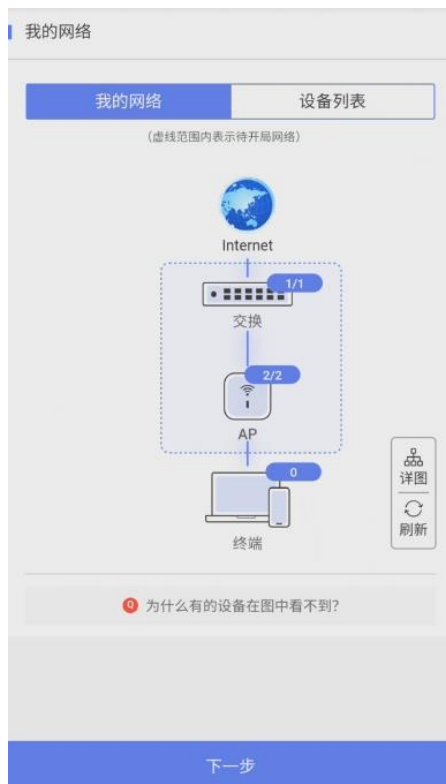 我的网络
我的网络 设备列表
(虚线范围内表示待开局网络)
Internet
1/1
交换
2/2
AP
0
终端
详图
刷新
Q 为什么有的设备在图中看不到?
下一步